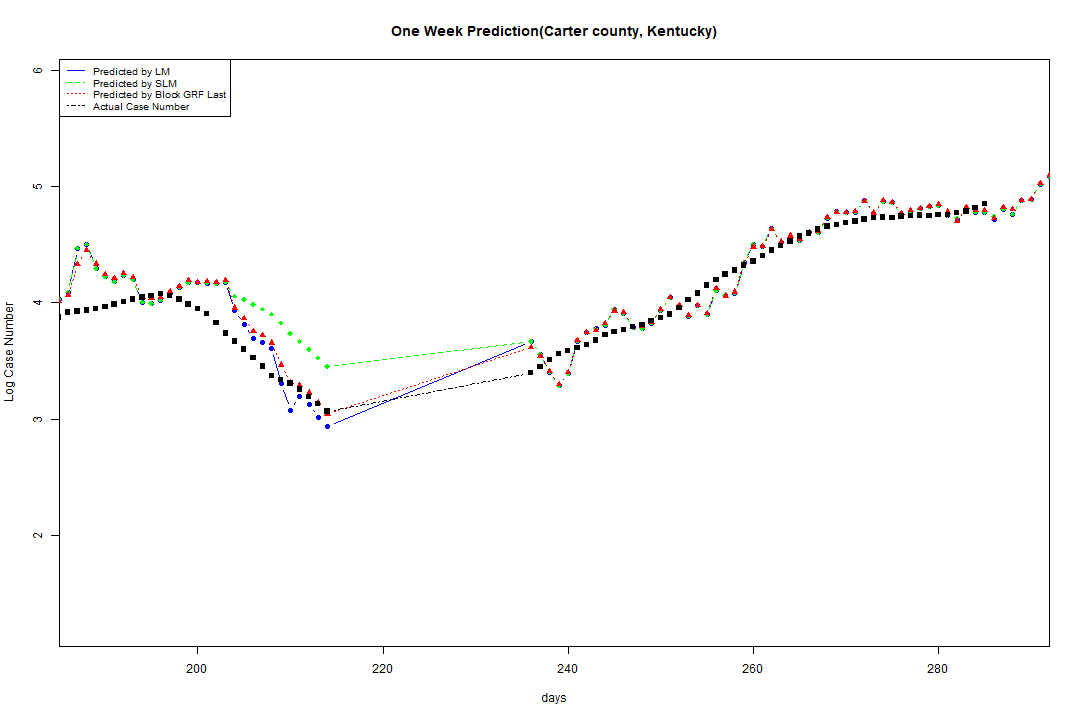 One Week Prediction(Carter county, Kentucky)
Predicted by LM
Predicted by SLM
Predicted by Block GRF Last
Actual Case Number
6
5
4
3
2
Log Case Number
200 220 240 260 280
days